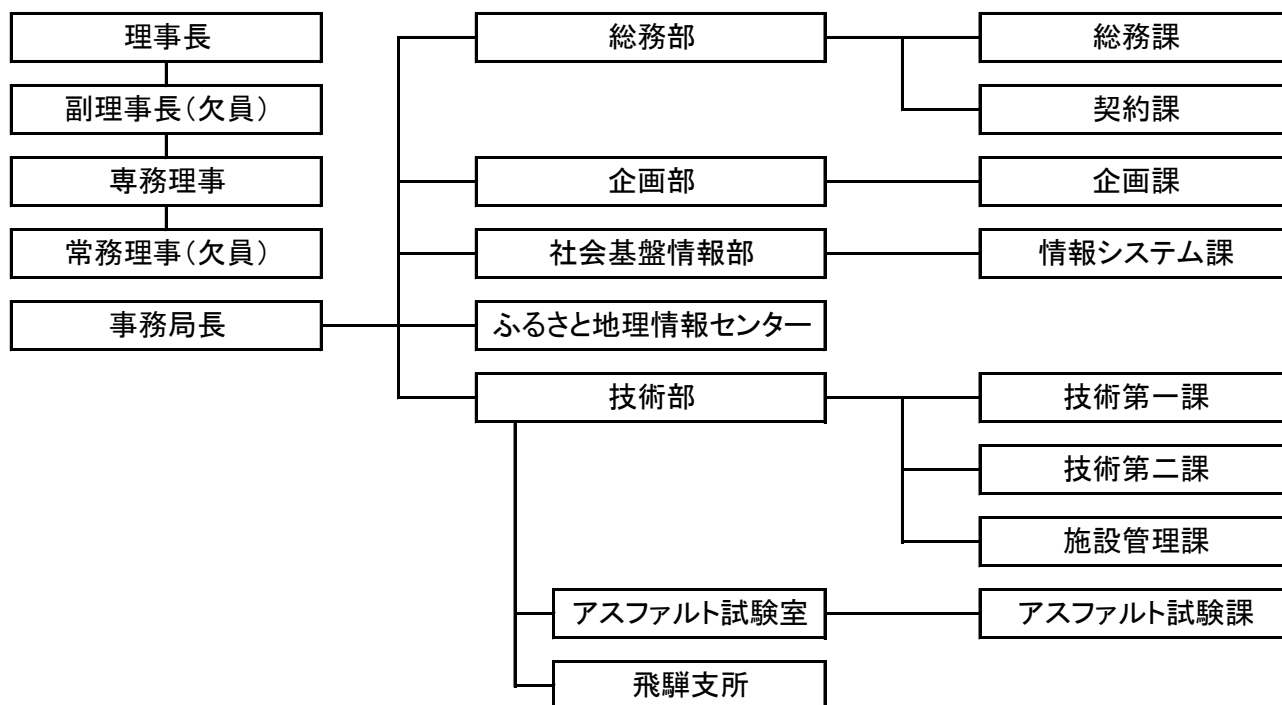 理事長
副理事長（欠員）
専務理事
常務理事（欠員）
事務局長
総務部
総務課
契約課
企画部
企画課
社会基盤情報部
情報システム課
ふるさと地理情報センター
技術部
技術第一課
技術第二課
施設管理課
アスファルト試験室
アスファルト試験課
飛騨支所